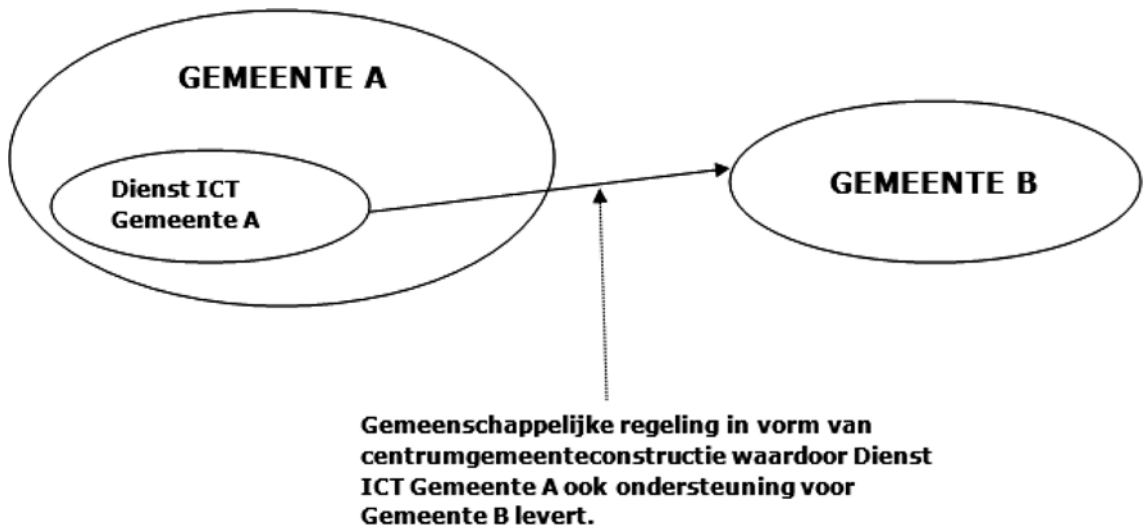 GEMEENTE A
Dienst ICT
Gemeente A
GEMEENTE B
Gemeenschappelijke regeling in vorm van
centrumgemeenteconstructie waardoor Dienst
ICT Gemeente A ook ondersteuning voor
Gemeente B levert.